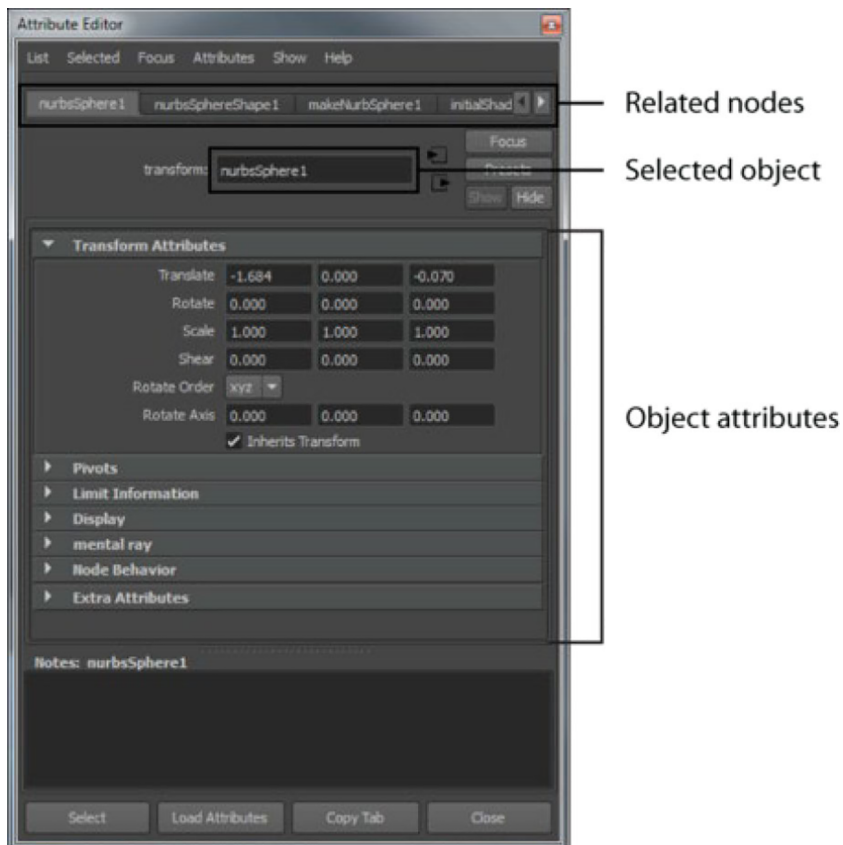 Attribute Editor
List Selected Focus Attributes Show Help
nurbsSphere1 nurbsSphereShape1 makeNurbSphere1 initialShad
Related nodes
Focus
transform: nurbsSphere1
Presets
Selected object
Show Hide
Transform Attributes
Translate -1.684 0.000 -0.070
Rotate 0.000 0.000 0.000
Scale 1.000 1.000 1.000
Shear 0.000 0.000 0.000
Rotate Order xyz
Rotate Axis 0.000 0.000 0.000
Inherits Transform
Object attributes
Pivots
Limit Information
Display
mental ray
Node Behavior
Extra Attributes
Notes: nurbsSphere1
Select Load Attributes Copy Tab Close